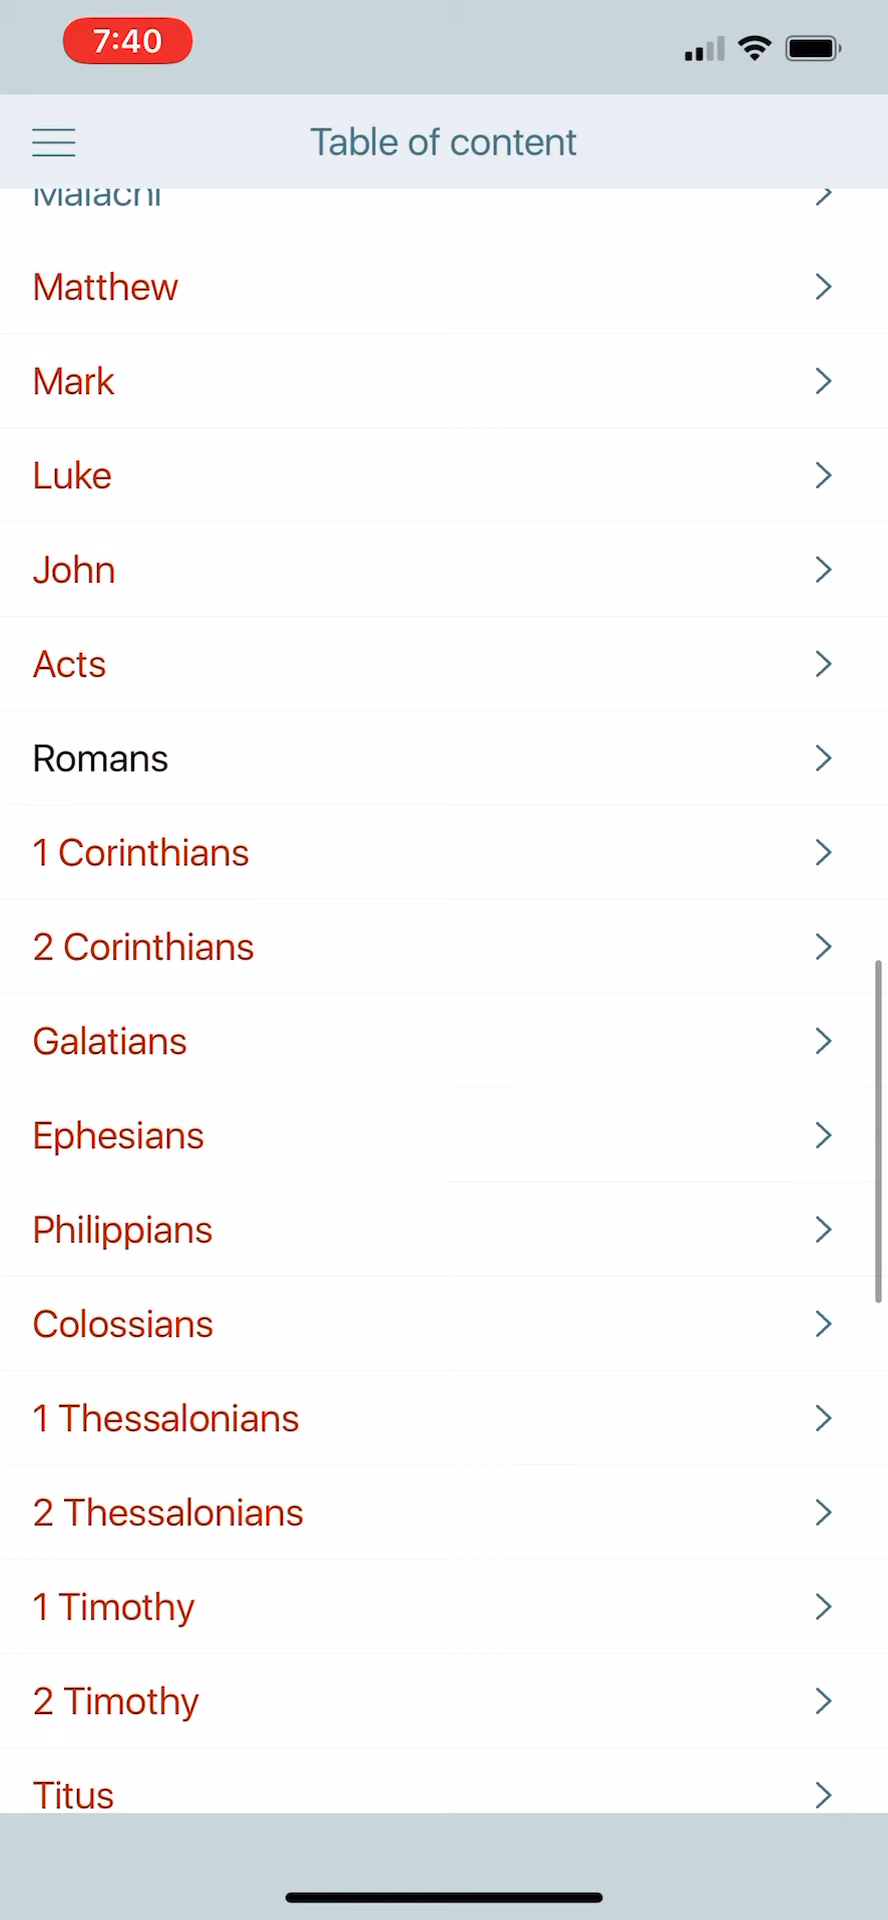 7:40
Table of content
Malachi
Matthew
Mark
Luke
John
Acts
Romans
1 Corinthians
2 Corinthians
Galatians
Ephesians
Philippians
Colossians
1 Thessalonians
2 Thessalonians
1 Timothy
2 Timothy
Titus